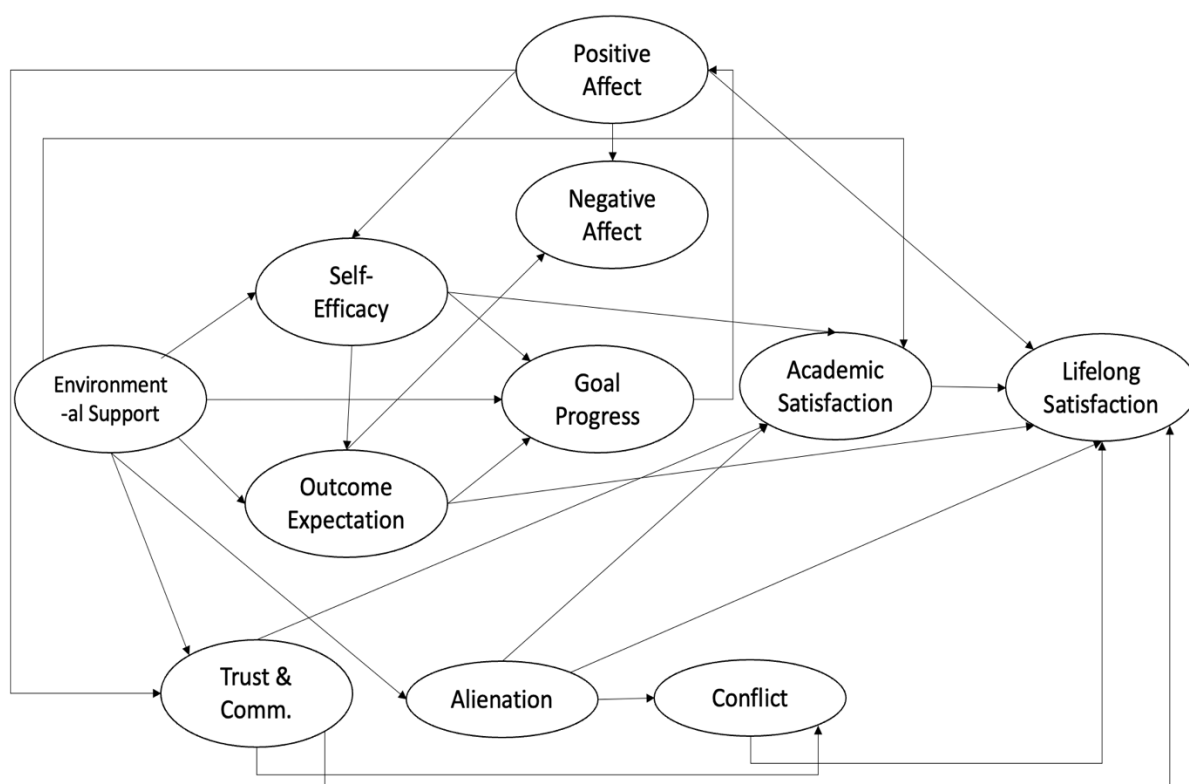 Positive
Affect
Negative
Affect
Self-
Efficacy
Environment
-al Support
Goal
Progress
Academic
Satisfaction
Lifelong
Satisfaction
Outcome
Expectation
Trust &
Comm.
Alienation
Conflict